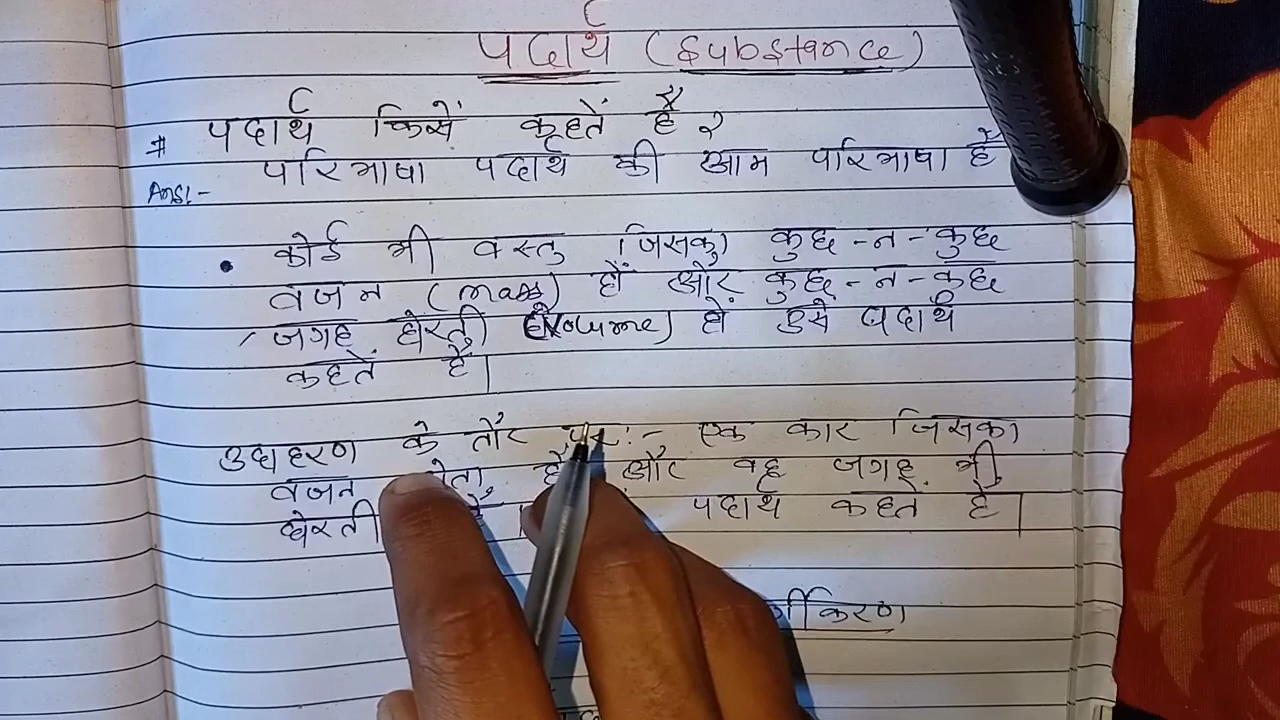 पदार्थ (Substance)
# पदार्थ किसें कहतें है ?
Ans:- परिभाषा पदार्थ की आम परिभाषा है
• कोई भी वस्तु जिसका कुछ-न-कुछ
वजन (mass) हों और कुछ-न-कुछ
जगह घेरती (Volume) हो उसे पदार्थ
कहतें हैं।
उदाहरण के तौर पर:- एक कार जिसका
वजन होता है और वह जगह भी
घेरती पदार्थ कहते है।